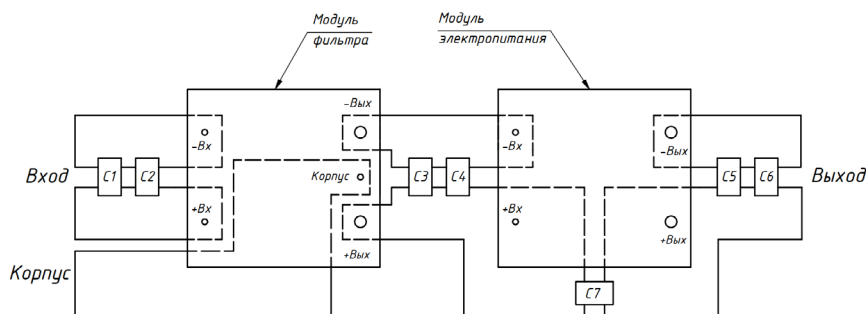 Модуль
фильтра
Модуль
электропитания
-Вых
-Вх
-Вх
-Вых
Вход
C1
C2
Корпус
C3
C4
C5
C6
Выход
+Вх
+Вх
+Вых
+Вых
Корпус
C7